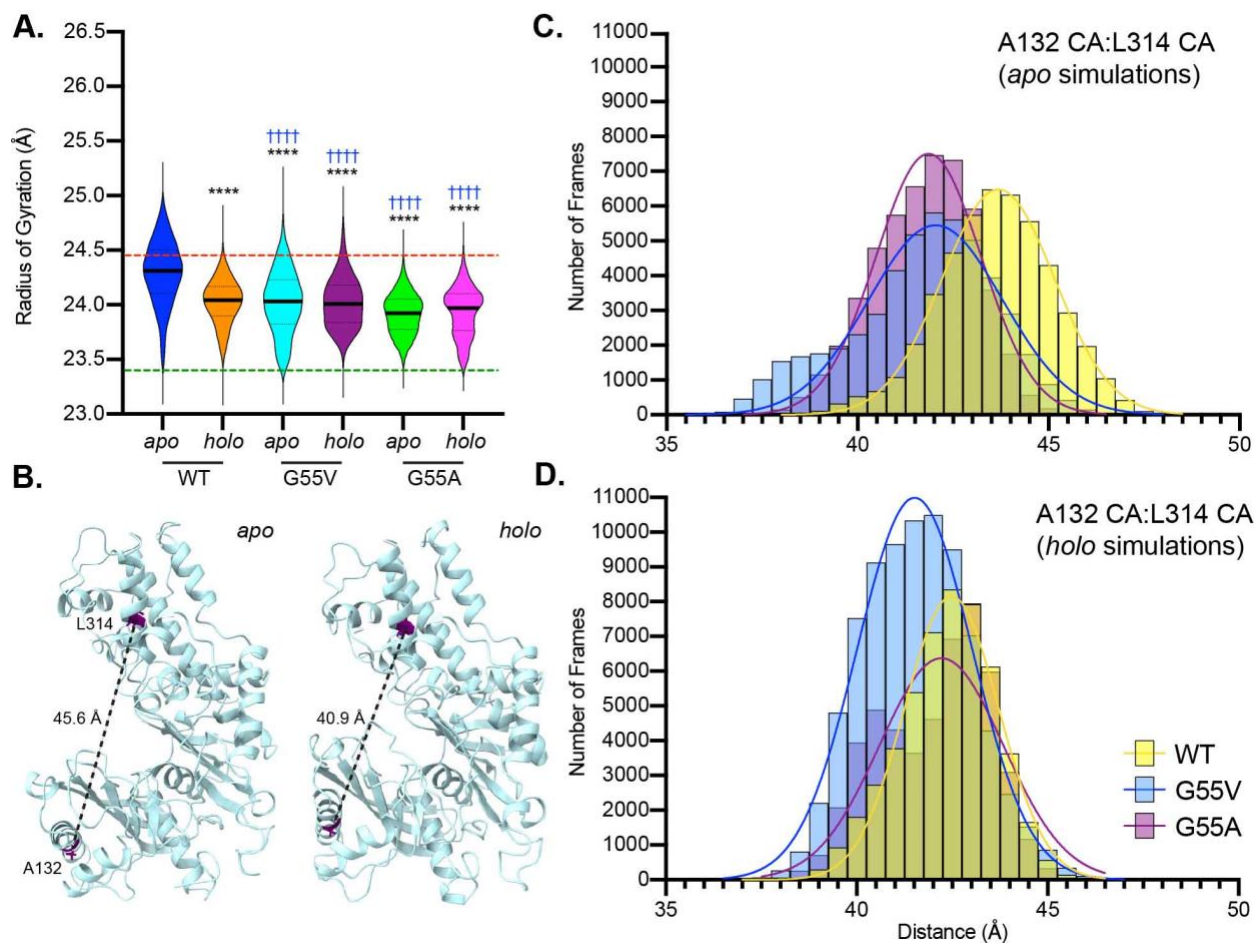 A.
26.5
26.0
25.5
25.0
24.5
24.0
23.5
23.0
Radius of Gyration (Å)
****
††††
****
††††
****
††††
****
††††
****
apo holo apo holo apo holo
WT G55V G55A
B.
apo
holo
L314
45.6 Å
A132
40.9 Å
C.
A132 CA:L314 CA
(apo simulations)
11000
10000
9000
8000
7000
6000
5000
4000
3000
2000
1000
0
Number of Frames
35 40 45 50
D.
A132 CA:L314 CA
(holo simulations)
11000
10000
9000
8000
7000
6000
5000
4000
3000
2000
1000
0
Number of Frames
WT
G55V
G55A
35 40 45 50
Distance (Å)